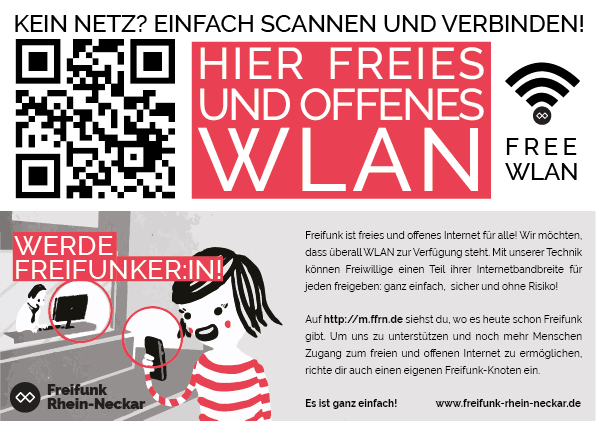 KEIN NETZ? EINFACH SCANNEN UND VERBINDEN!
HIER FREIES
UND OFFENES
WLAN
FREE
WLAN
WERDE
FREIFUNKER:IN!
Freifunk
Rhein-Neckar
Freifunk ist freies und offenes Internet für alle! Wir möchten,
dass überall WLAN zur Verfügung steht. Mit unserer Technik
können Freiwillige einen Teil ihrer Internetbandbreite für
jeden freigeben: ganz einfach, sicher und ohne Risiko!
Auf http://m.ffrn.de siehst du, wo es heute schon Freifunk
gibt. Um uns zu unterstützen und noch mehr Menschen
Zugang zum freien und offenen Internet zu ermöglichen,
richte dir auch einen eigenen Freifunk-Knoten ein.
Es ist ganz einfach! www.freifunk-rhein-neckar.de